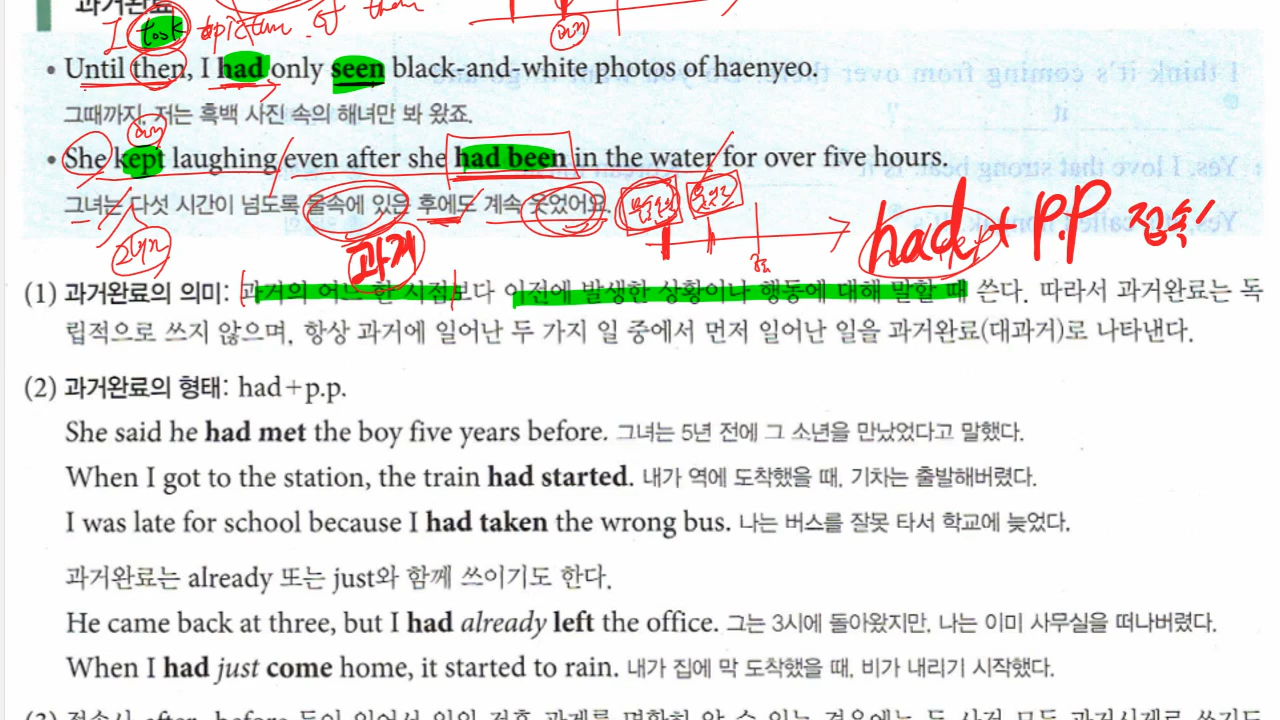 과거완료
I took a picture of them
• Until then, I had only seen black-and-white photos of haenyeo.
그때까지, 저는 흑백 사진 속의 해녀만 봐 왔죠.
• She kept laughing even after she had been in the water for over five hours.
그녀는 다섯 시간이 넘도록 물속에 있은 후에도 계속 웃었어요.
과거
had + p.p
(1) 과거완료의 의미: 과거의 어느 한 시점보다 이전에 발생한 상황이나 행동에 대해 말할 때 쓴다. 따라서 과거완료는 독
립적으로 쓰지 않으며, 항상 과거에 일어난 두 가지 일 중에서 먼저 일어난 일을 과거완료(대과거)로 나타낸다.
(2) 과거완료의 형태: had+p.p.
She said he had met the boy five years before. 그녀는 5년 전에 그 소년을 만났었다고 말했다.
When I got to the station, the train had started. 내가 역에 도착했을 때, 기차는 출발해버렸다.
I was late for school because I had taken the wrong bus. 나는 버스를 잘못 타서 학교에 늦었다.
과거완료는 already 또는 just와 함께 쓰이기도 한다.
He came back at three, but I had already left the office. 그는 3시에 돌아왔지만, 나는 이미 사무실을 떠나버렸다.
When I had just come home, it started to rain. 내가 집에 막 도착했을 때, 비가 내리기 시작했다.